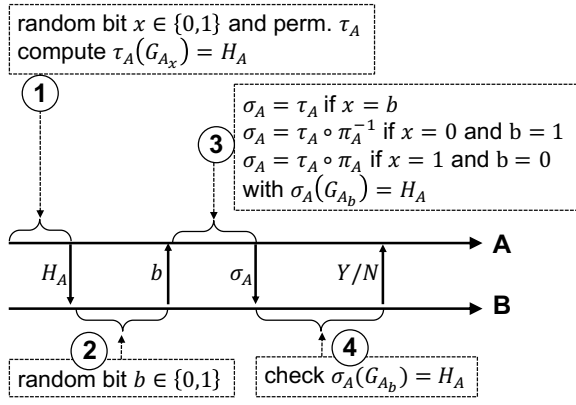 random bit 𝑥 ∈ {0,1} and perm. 𝜏_A
compute 𝜏_A(𝐺_{A_𝑥}) = 𝐻_A
1
3
𝜎_A = 𝜏_A if 𝑥 = 𝑏
𝜎_A = 𝜏_A ∘ 𝜋_A^{−1} if 𝑥 = 0 and b = 1
𝜎_A = 𝜏_A ∘ 𝜋_A if 𝑥 = 1 and b = 0
with 𝜎_A(𝐺_{A_b}) = 𝐻_A
A
𝐻_A 𝑏 𝜎_A 𝑌/𝑁
B
2
4
random bit 𝑏 ∈ {0,1}
check 𝜎_A(𝐺_{A_b}) = 𝐻_A